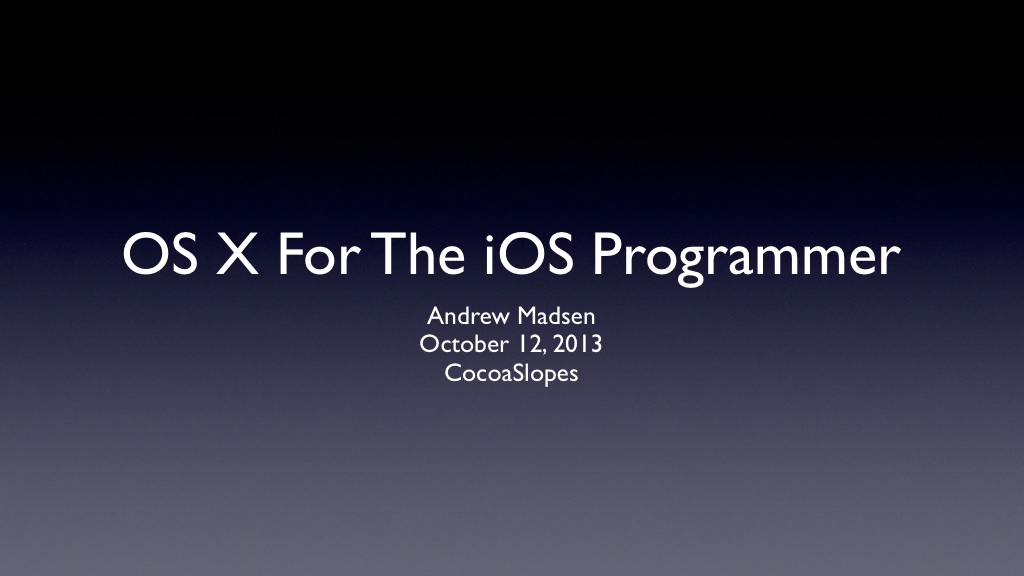 OS X For The iOS Programmer
Andrew Madsen
October 12, 2013
CocoaSlopes